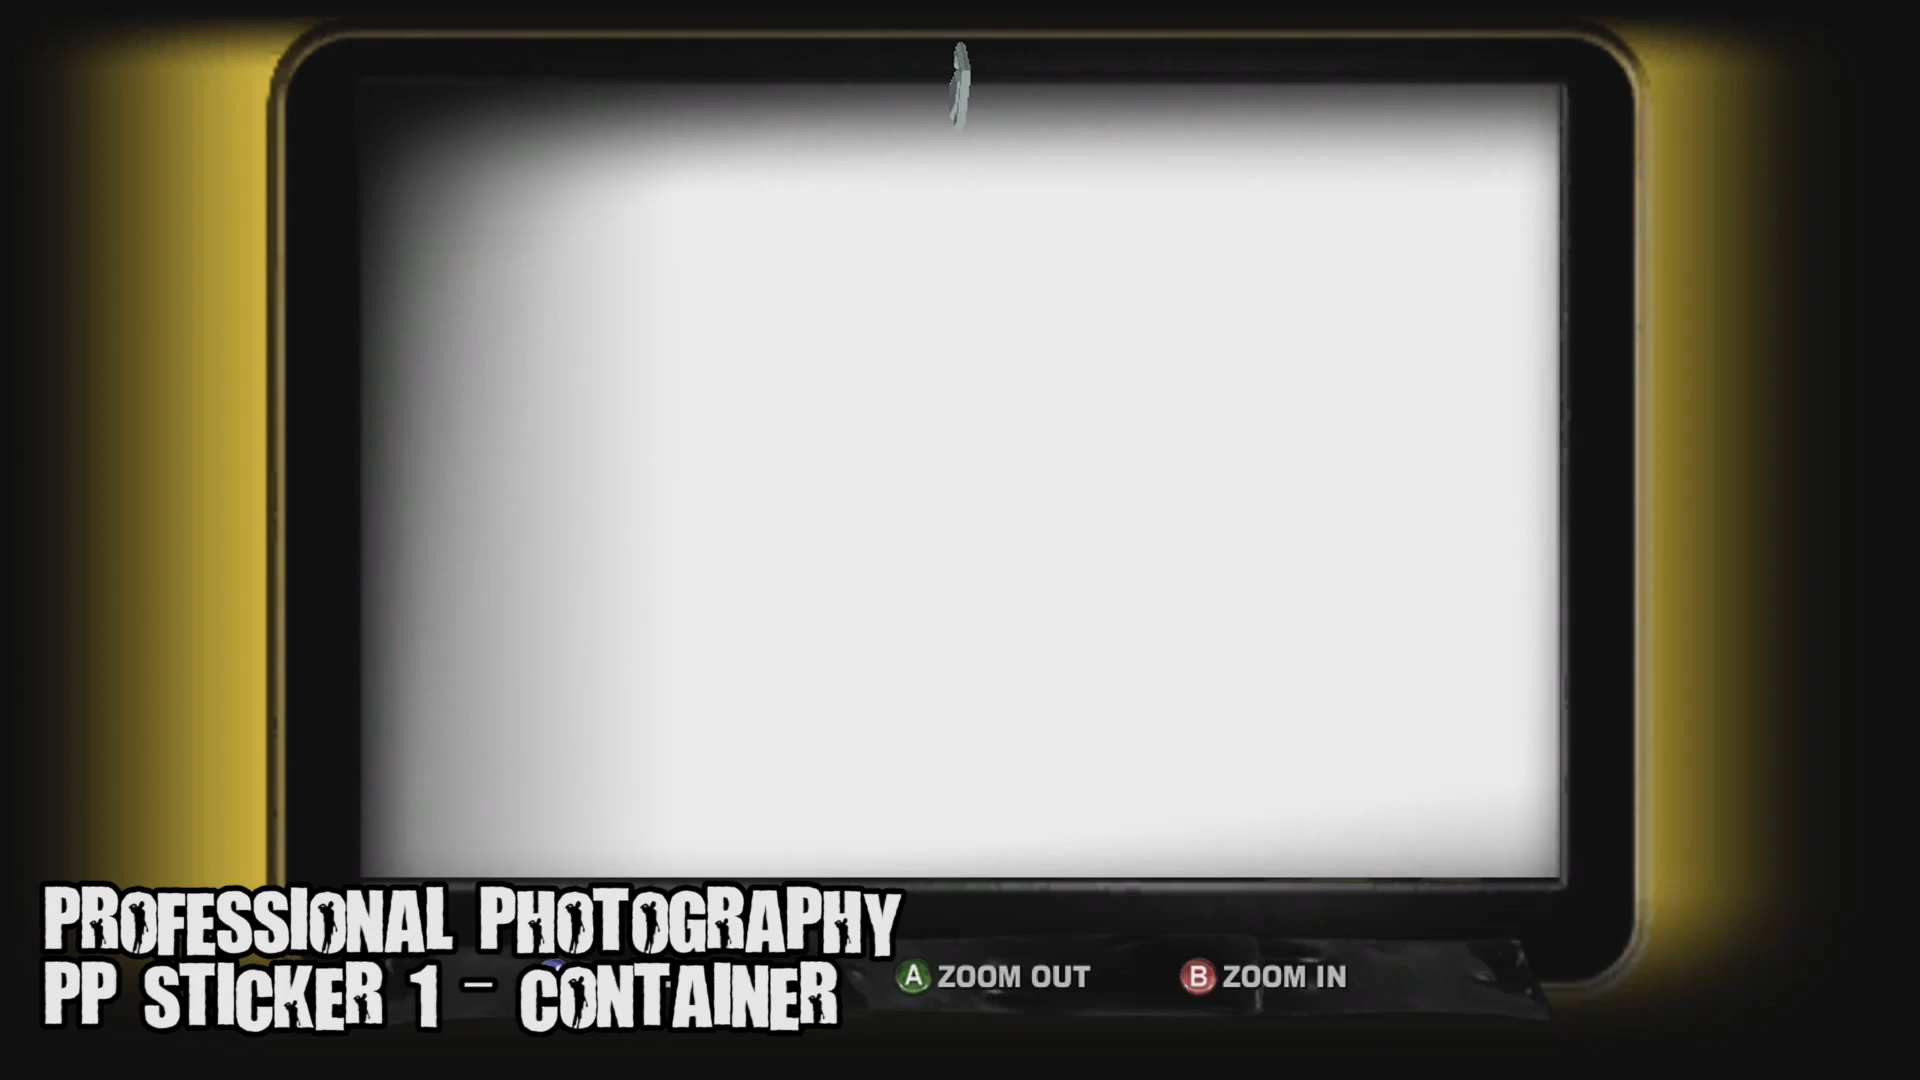 PROFESSIONAL PHOTOGRAPHY
PP STICKER 1 - CONTAINER
A ZOOM OUT
B ZOOM IN